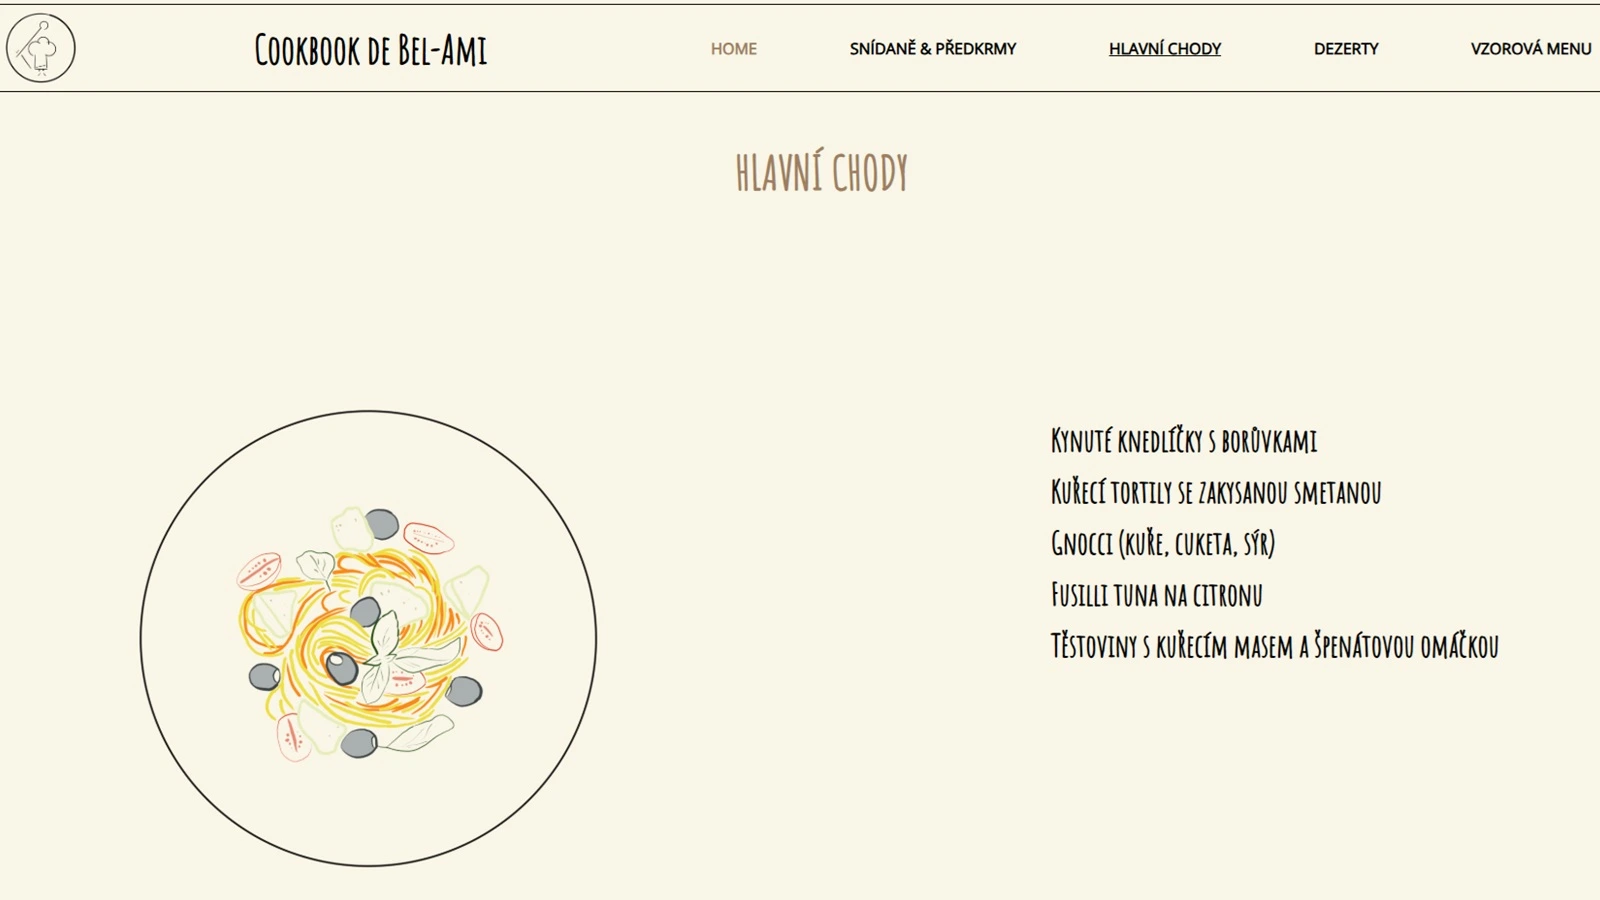 Cookbook de Bel-Ami
HOME
SNÍDANĚ & PŘEDKRMY
HLAVNÍ CHODY
DEZERTY
VZOROVÁ MENU
HLAVNÍ CHODY
Kynuté knedlíčky s borůvkami
Kuřecí tortily se zakysanou smetanou
Gnocci (kuře, cuketa, sýr)
Fusilli tuna na citronu
Těstoviny s kuřecím masem a špenátovou omáčkou